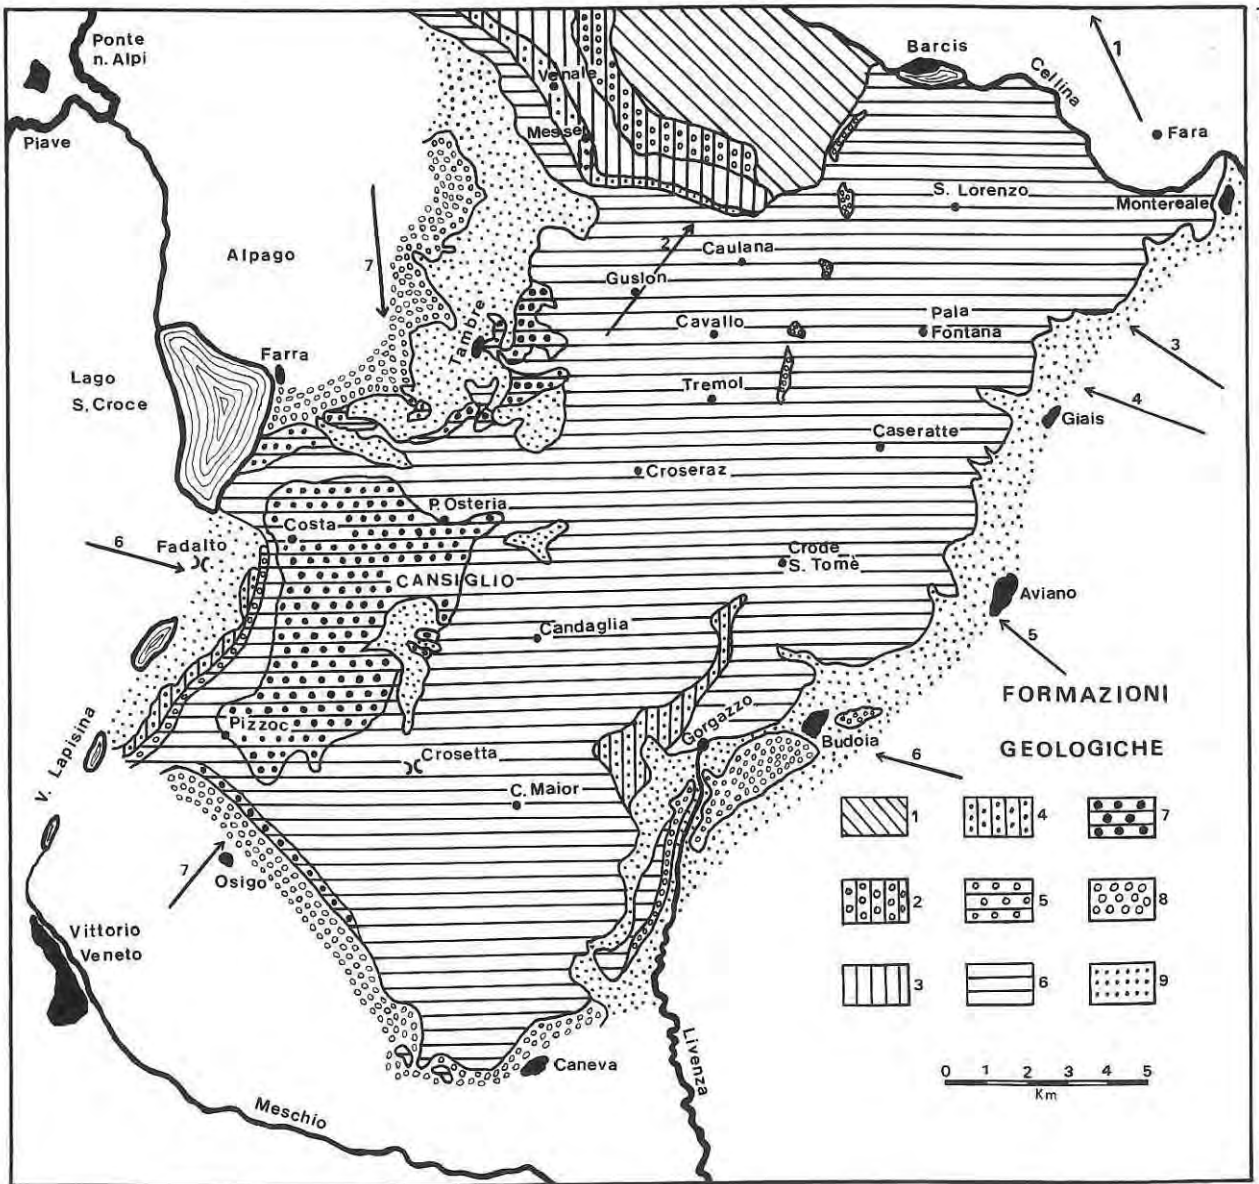 Ponte
n. Alpi
Piave
Barcis
Cellina
1
Fara
Venale
Messer
S. Lorenzo
Montereale
Alpago
7
2
Caulana
Guslon
Cavallo
Pala
Fontana
Tambre
3
Farra
Lago
S. Croce
Tremol
4
Giais
Caseratte
Croseraz
P. Osteria
Costa
6
Fadalto
Crode
S. Tomè
CANSIGLIO
Aviano
Candaglia
5
FORMAZIONI
GEOLOGICHE
V. Lapisina
Pizzoc
Gorgazzo
Budoia
Crosetta
6
C. Maior
1
4
7
7
Osigo
2
5
8
Vittorio
Veneto
3
6
9
Livenza
Caneva
0 1 2 3 4 5
Km
Meschio